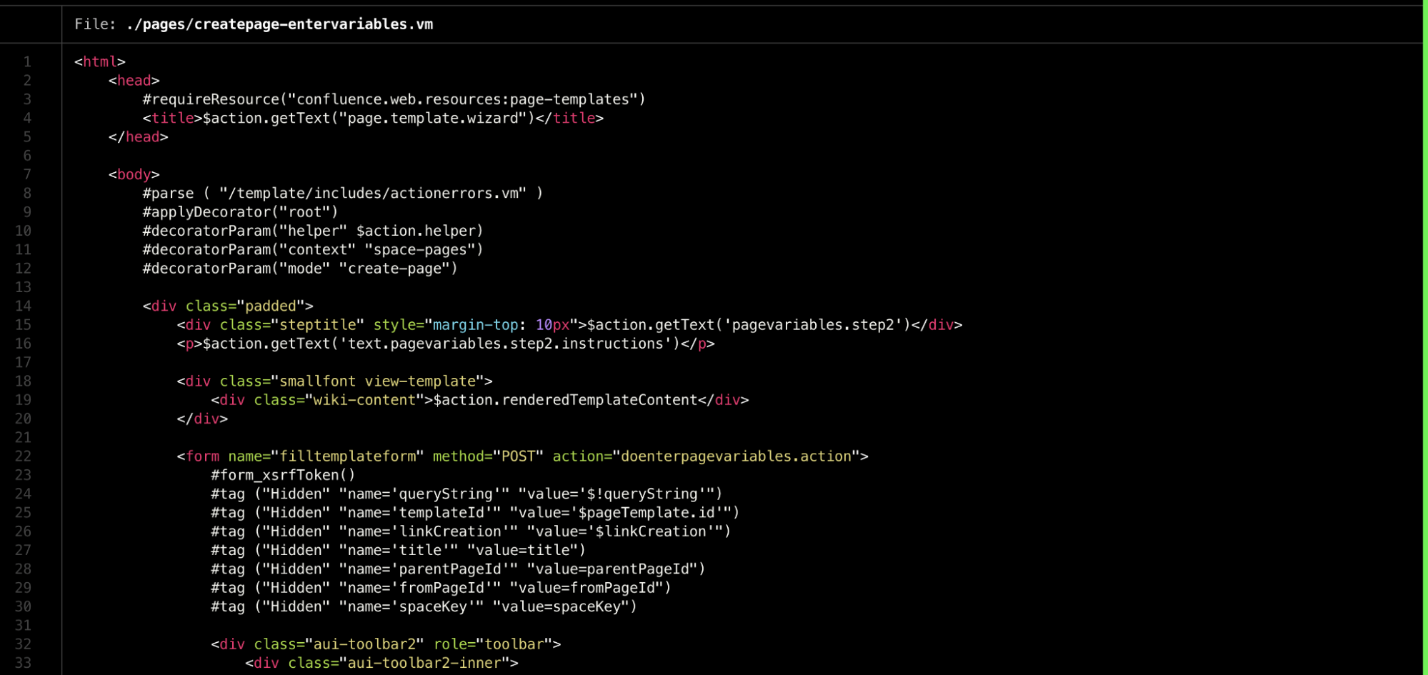 File: ./pages/createpage-entervariables.vm
1 <html>
2     <head>
3         #requireResource("confluence.web.resources:page-templates")
4         <title>$action.getText("page.template.wizard")</title>
5     </head>
6
7     <body>
8         #parse ( "/template/includes/actionerrors.vm" )
9         #applyDecorator("root")
10         #decoratorParam("helper" $action.helper)
11         #decoratorParam("context" "space-pages")
12         #decoratorParam("mode" "create-page")
13
14         <div class="padded">
15             <div class="steptitle" style="margin-top: 10px">$action.getText('pagevariables.step2')</div>
16             <p>$action.getText('text.pagevariables.step2.instructions')</p>
17
18             <div class="smallfont view-template">
19                 <div class="wiki-content">$action.renderedTemplateContent</div>
20             </div>
21
22             <form name="filltemplateform" method="POST" action="doenterpagevariables.action">
23                 #form_xsrfToken()
24                 #tag ("Hidden" "name='queryString'" "value='$!queryString'")
25                 #tag ("Hidden" "name='templateId'" "value='$pageTemplate.id'")
26                 #tag ("Hidden" "name='linkCreation'" "value='$linkCreation'")
27                 #tag ("Hidden" "name='title'" "value=title")
28                 #tag ("Hidden" "name='parentPageId'" "value=parentPageId")
29                 #tag ("Hidden" "name='fromPageId'" "value=fromPageId")
30                 #tag ("Hidden" "name='spaceKey'" "value=spaceKey")
31
32                 <div class="aui-toolbar2" role="toolbar">
33                     <div class="aui-toolbar2-inner">